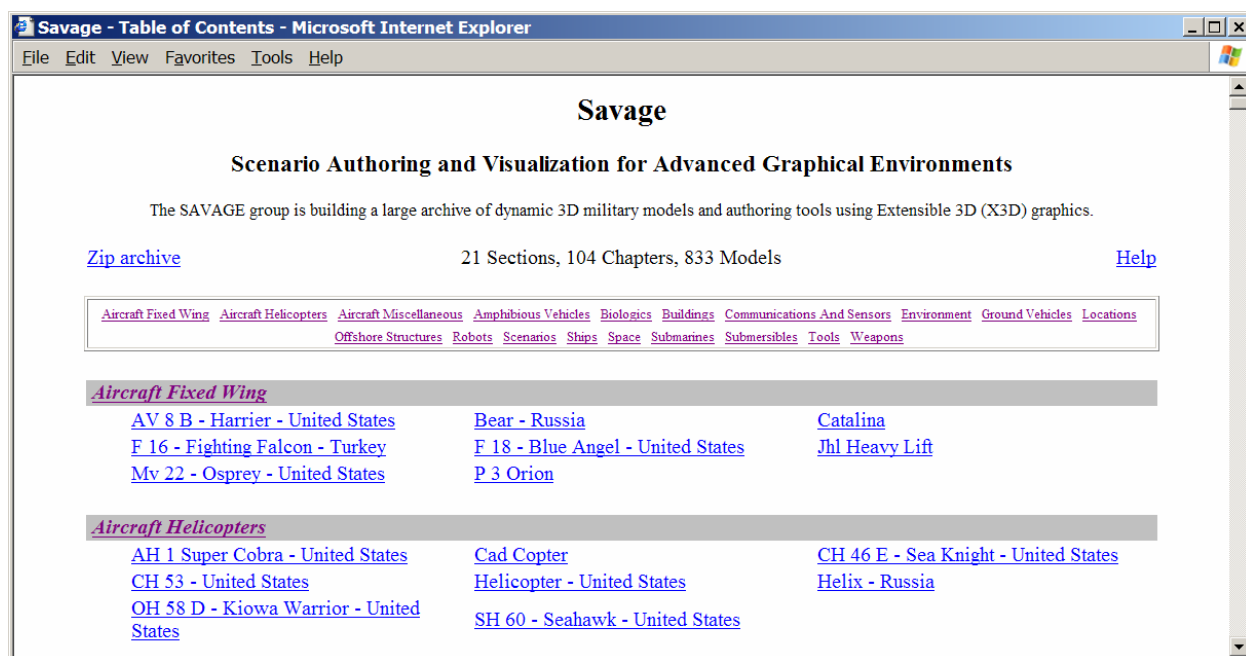 Savage - Table of Contents - Microsoft Internet Explorer
File Edit View Favorites Tools Help
Savage
Scenario Authoring and Visualization for Advanced Graphical Environments
The SAVAGE group is building a large archive of dynamic 3D military models and authoring tools using Extensible 3D (X3D) graphics.
Zip archive 21 Sections, 104 Chapters, 833 Models Help
Aircraft Fixed Wing Aircraft Helicopters Aircraft Miscellaneous Amphibious Vehicles Biologics Buildings Communications And Sensors Environment Ground Vehicles Locations
Offshore Structures Robots Scenarios Ships Space Submarines Submersibles Tools Weapons
Aircraft Fixed Wing
AV 8 B - Harrier - United States Bear - Russia Catalina
F 16 - Fighting Falcon - Turkey F 18 - Blue Angel - United States Jhl Heavy Lift
Mv 22 - Osprey - United States P 3 Orion
Aircraft Helicopters
AH 1 Super Cobra - United States Cad Copter CH 46 E - Sea Knight - United States
CH 53 - United States Helicopter - United States Helix - Russia
OH 58 D - Kiowa Warrior - United
States SH 60 - Seahawk - United States